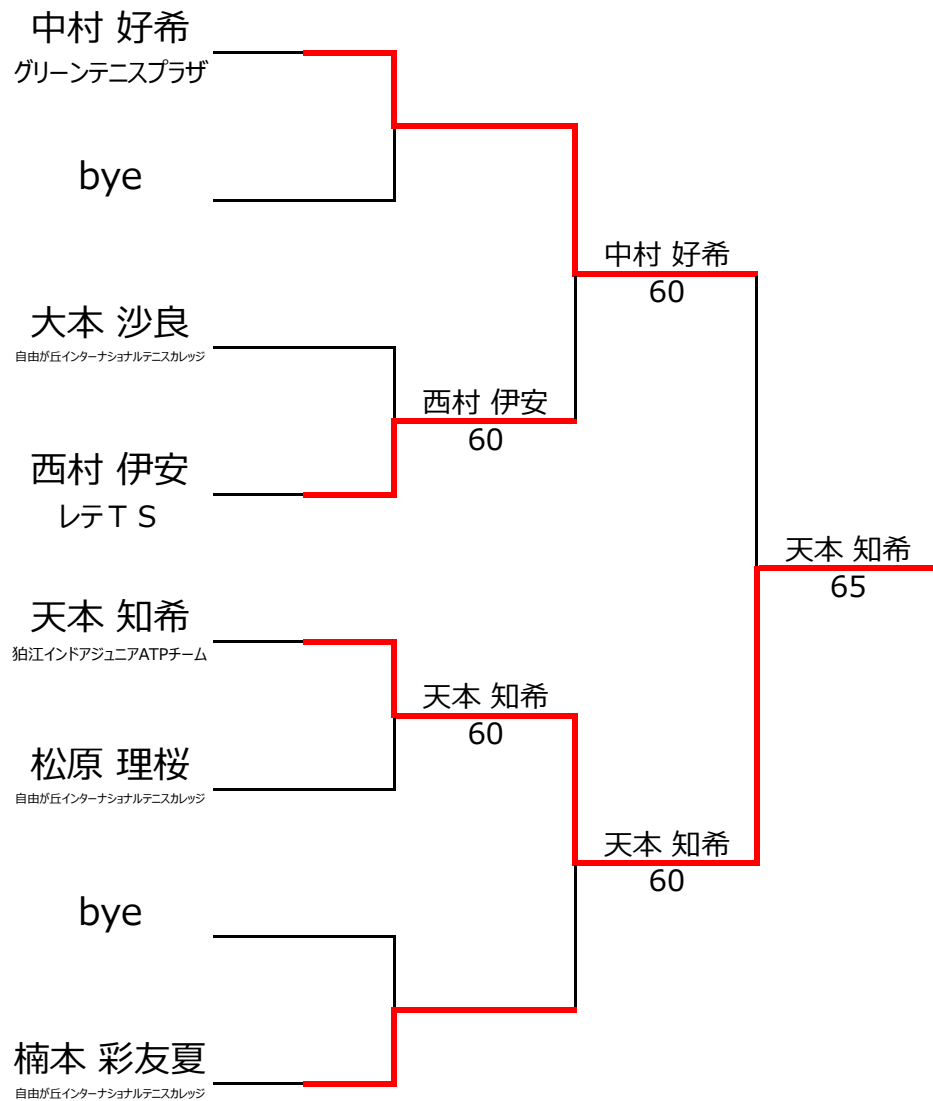 中村 好希
グリーンテニスプラザ
bye
中村 好希
60
大本 沙良
自由が丘インターナショナルテニスカレッジ
西村 伊安
60
西村 伊安
レテＴＳ
天本 知希
65
天本 知希
狛江インドアジュニアATPチーム
天本 知希
60
松原 理桜
自由が丘インターナショナルテニスカレッジ
天本 知希
60
bye
楠本 彩友夏
自由が丘インターナショナルテニスカレッジ